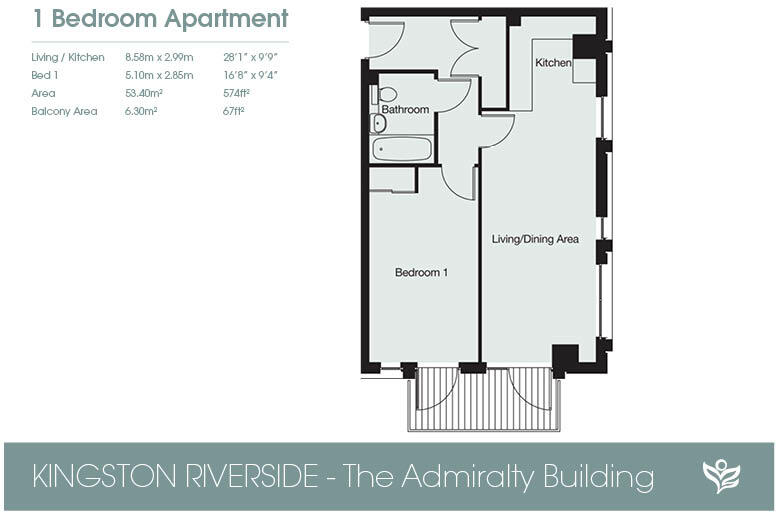 1 Bedroom Apartment
Living / Kitchen 8.58m x 2.99m 28'1" x 9'9"
Bed 1 5.10m x 2.85m 16'8" x 9'4"
Area 53.40m² 574ft²
Balcony Area 6.30m² 67ft²
Kitchen
Bathroom
Living/Dining Area
Bedroom 1
KINGSTON RIVERSIDE - The Admiralty Building